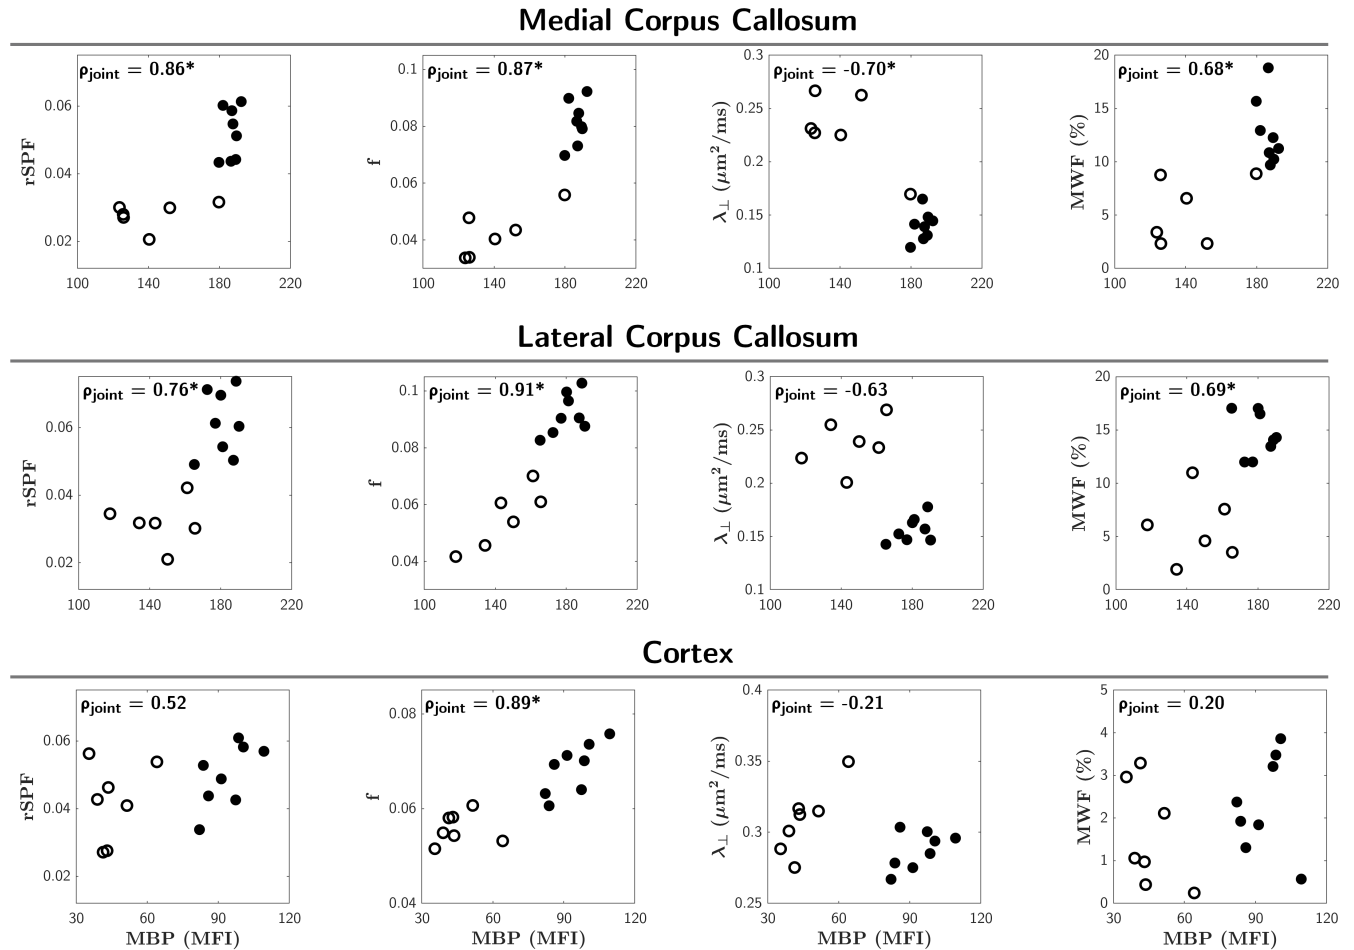 Medial Corpus Callosum
ρjoint = 0.86* ρjoint = 0.87* ρjoint = -0.70* ρjoint = 0.68*
rSPF f λ⊥ (μm²/ms) MWF (%)
0.06 0.04 0.02
100 140 180 220
0.1 0.08 0.06 0.04
100 140 180 220
0.3 0.25 0.2 0.15 0.1
100 140 180 220
20 15 10 5 0
100 140 180 220
Lateral Corpus Callosum
ρjoint = 0.76* ρjoint = 0.91* ρjoint = -0.63 ρjoint = 0.69*
rSPF f λ⊥ (μm²/ms) MWF (%)
0.06 0.04 0.02
100 140 180 220
0.1 0.08 0.06 0.04
100 140 180 220
0.3 0.25 0.2 0.15 0.1
100 140 180 220
20 15 10 5 0
100 140 180 220
Cortex
ρjoint = 0.52 ρjoint = 0.89* ρjoint = -0.21 ρjoint = 0.20
rSPF f λ⊥ (μm²/ms) MWF (%)
0.06 0.04 0.02
30 60 90 120
0.08 0.06 0.04
30 60 90 120
0.4 0.35 0.3 0.25
30 60 90 120
5 4 3 2 1 0
30 60 90 120
MBP (MFI) MBP (MFI) MBP (MFI) MBP (MFI)